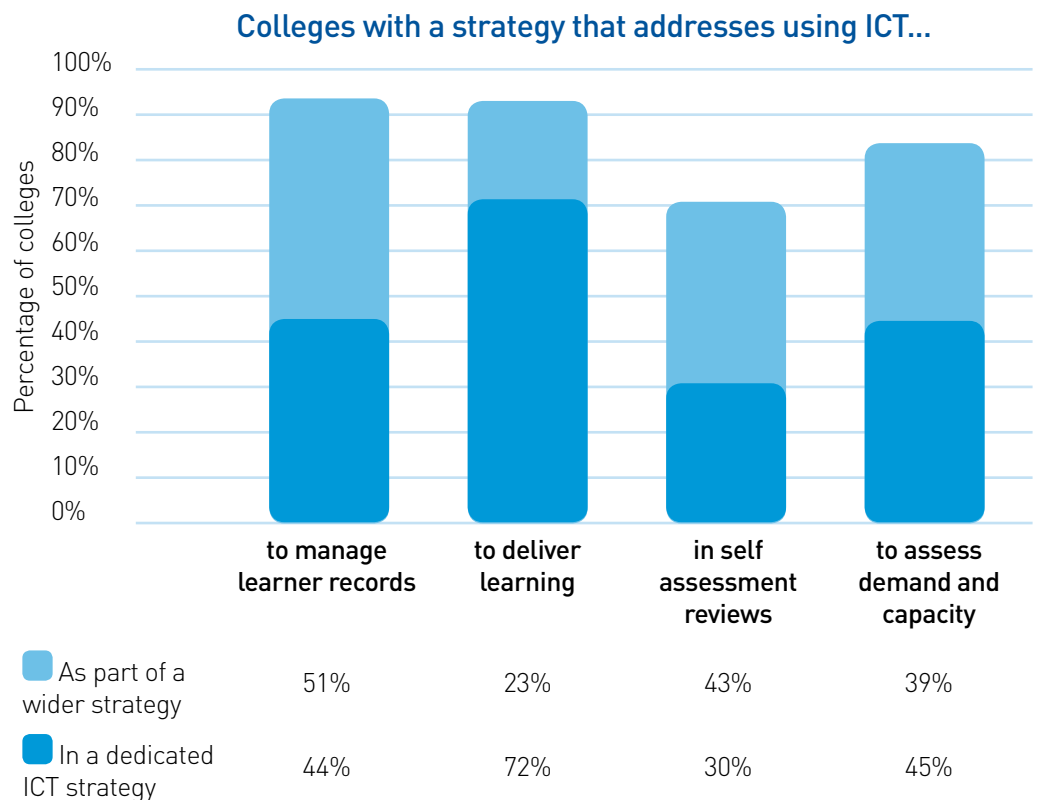 Colleges with a strategy that addresses using ICT...
100%
90%
80%
70%
60%
50%
40%
30%
20%
10%
0%
Percentage of colleges
to manage
learner records
to deliver
learning
in self
assessment
reviews
to assess
demand and
capacity
As part of a
wider strategy
51%
23%
43%
39%
In a dedicated
ICT strategy
44%
72%
30%
45%